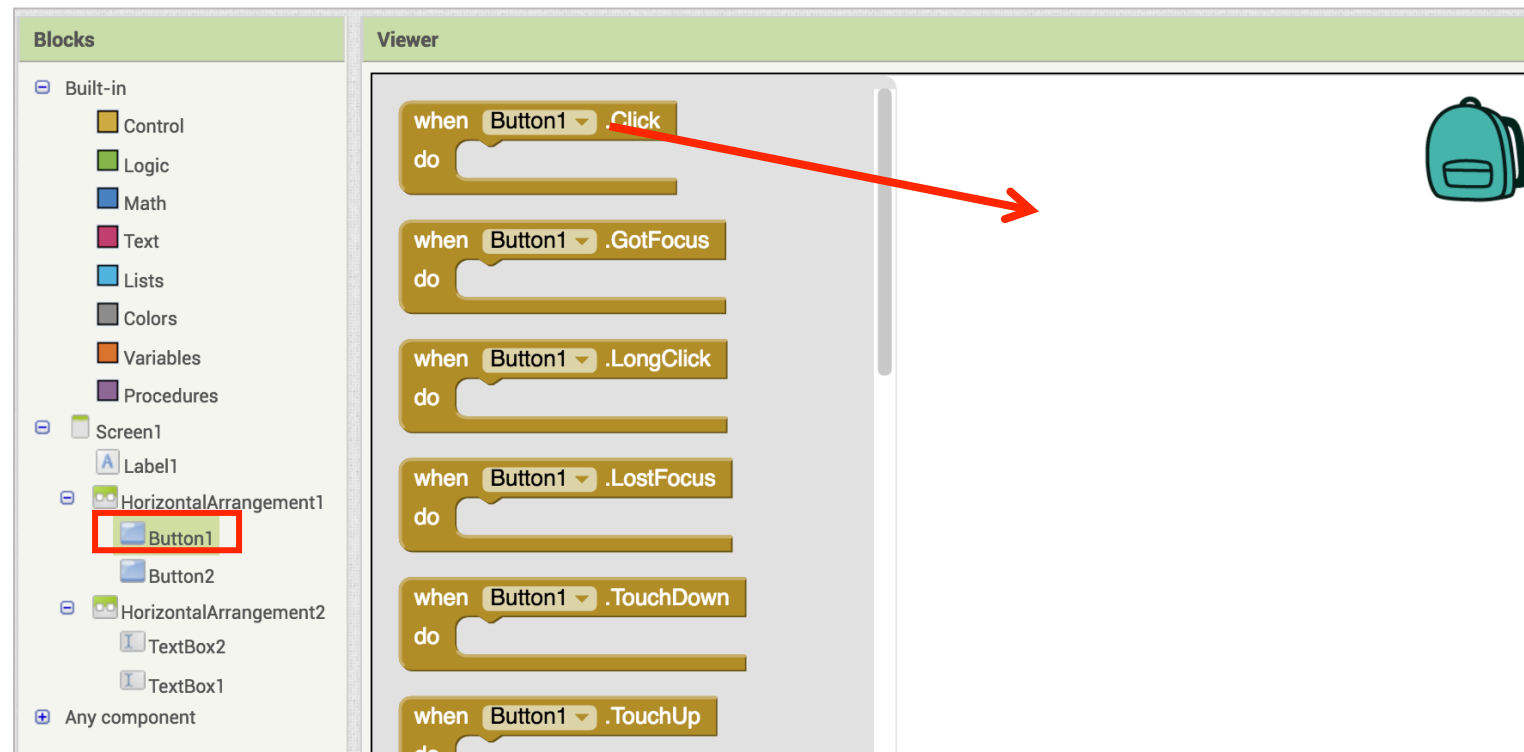 Blocks
Built-in
Control
Logic
Math
Text
Lists
Colors
Variables
Procedures
Screen1
A Label1
HorizontalArrangement1
Button1
Button2
HorizontalArrangement2
TextBox2
TextBox1
Any component
Viewer
when Button1 .Click
do
when Button1 .GotFocus
do
when Button1 .LongClick
do
when Button1 .LostFocus
do
when Button1 .TouchDown
do
when Button1 .TouchUp
do